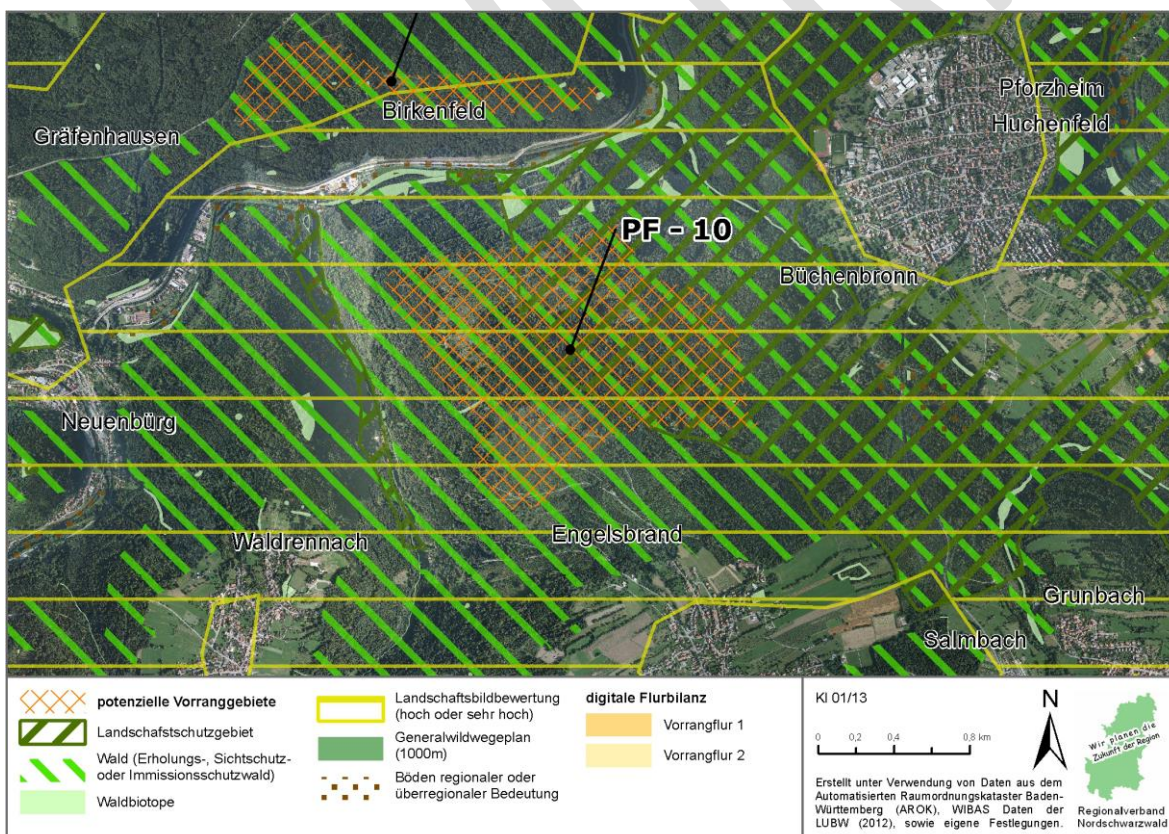 Birkenfeld
Gräfenhausen
Pforzheim
Huchenfeld
PF - 10
Büchenbronn
Neuenbürg
Waldrennach
Engelsbrand
Grunbach
Salmbach
potenzielle Vorranggebiete
Landschaftschutzgebiet
Wald (Erholungs-, Sichtschutz-
oder Immissionsschutzwald)
Waldbiotope
Landschaftsbildbewertung
(hoch oder sehr hoch)
Generalwildwegeplan
(1000m)
Böden regionaler oder
überregionaler Bedeutung
digitale Flurbilanz
Vorrangflur 1
Vorrangflur 2
KI 01/13
N
0 0,2 0,4 0,8 km
Erstellt unter Verwendung von Daten aus dem
Automatisierten Raumordnungskataster Baden-
Württemberg (AROK), WIBAS Daten der
LUBW (2012), sowie eigene Festlegungen.
Wir planen die
Zukunft der Region
Regionalverband
Nordschwarzwald